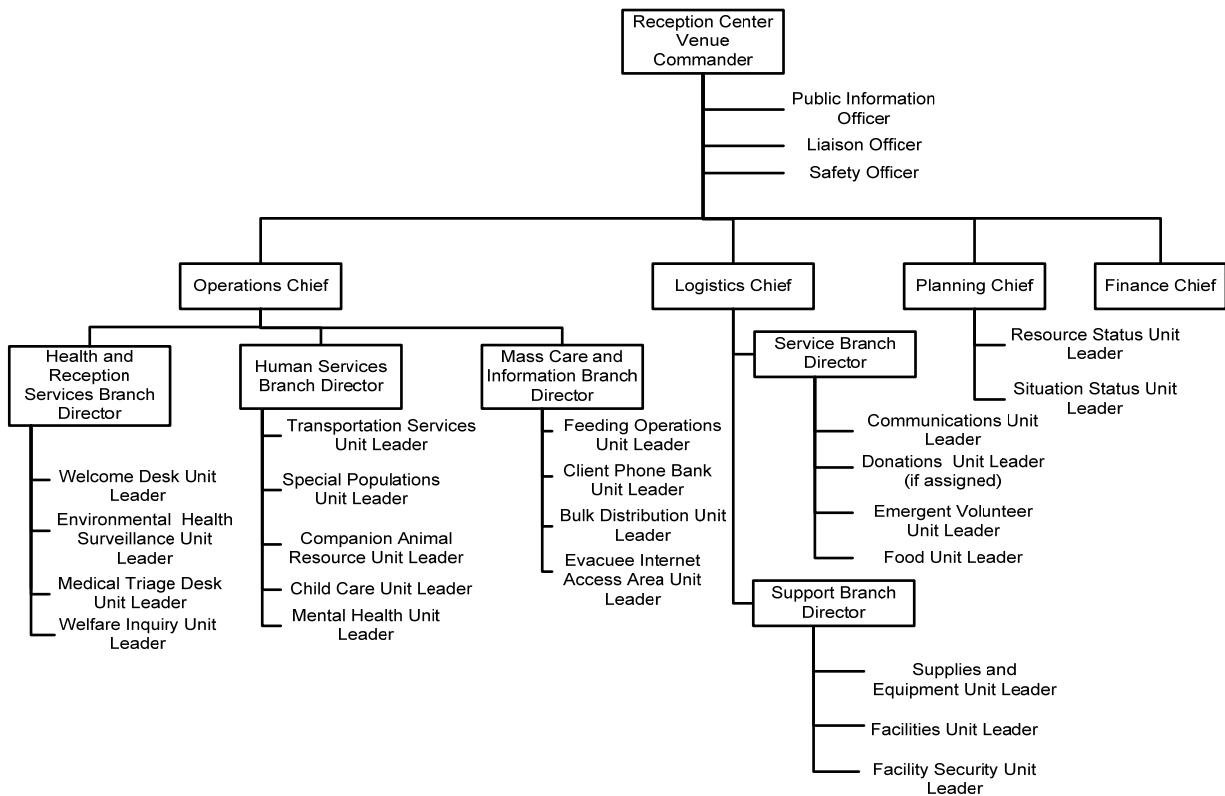 Reception Center
Venue
Commander
Public Information
Officer
Liaison Officer
Safety Officer
Operations Chief
Logistics Chief
Planning Chief
Finance Chief
Health and
Reception
Services Branch
Director
Welcome Desk Unit
Leader
Environmental Health
Surveillance Unit
Leader
Medical Triage Desk
Unit Leader
Welfare Inquiry Unit
Leader
Human Services
Branch Director
Transportation Services
Unit Leader
Special Populations
Unit Leader
Companion Animal
Resource Unit Leader
Child Care Unit Leader
Mental Health Unit
Leader
Mass Care and
Information Branch
Director
Feeding Operations
Unit Leader
Client Phone Bank
Unit Leader
Bulk Distribution Unit
Leader
Evacuee Internet
Access Area Unit
Leader
Service Branch
Director
Communications Unit
Leader
Donations Unit Leader
(if assigned)
Emergent Volunteer
Unit Leader
Food Unit Leader
Support Branch
Director
Supplies and
Equipment Unit Leader
Facilities Unit Leader
Facility Security Unit
Leader
Resource Status Unit
Leader
Situation Status Unit
Leader